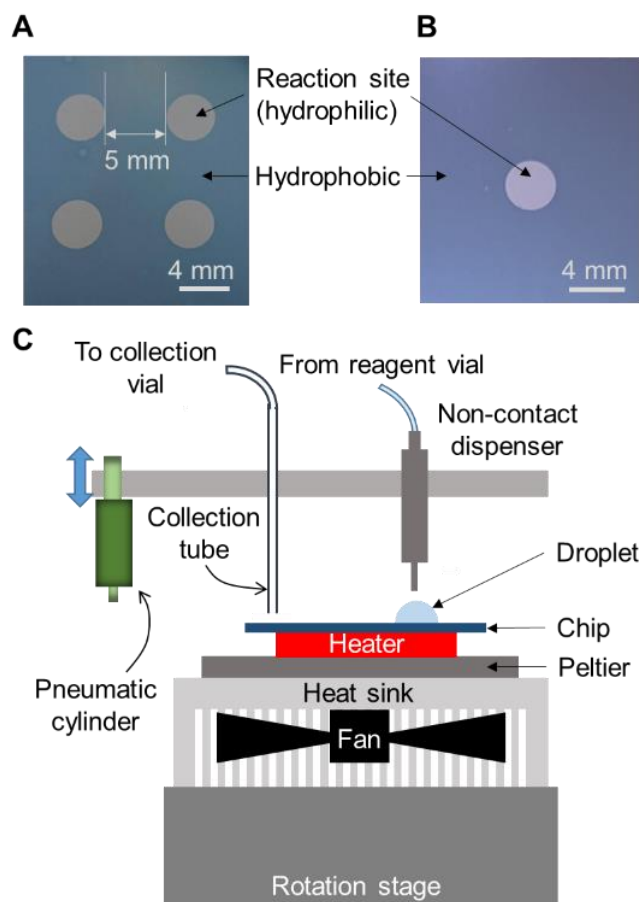 A
B
Reaction site
(hydrophilic)
5 mm
Hydrophobic
4 mm
4 mm
C
To collection
vial
From reagent vial
Non-contact
dispenser
Collection
tube
Droplet
Chip
Heater
Peltier
Pneumatic
cylinder
Heat sink
Fan
Rotation stage